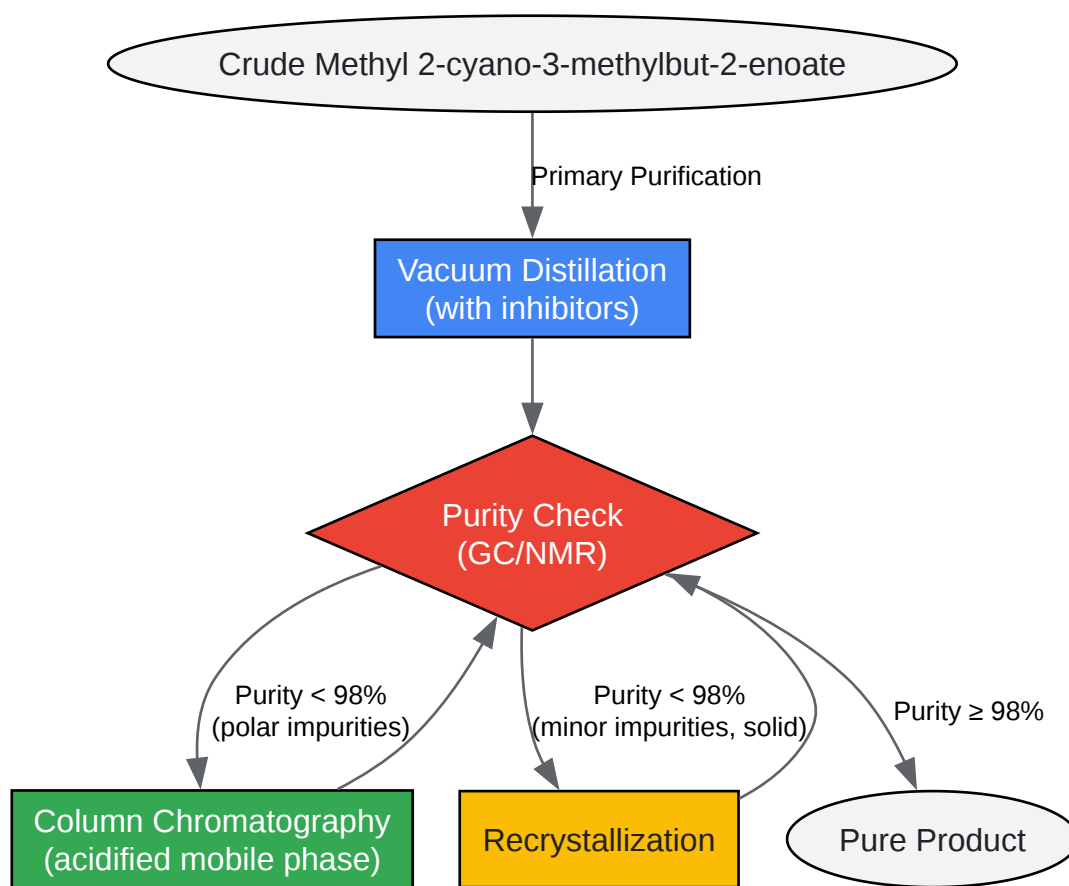 Crude Methyl 2-cyano-3-methylbut-2-enoate
Primary Purification
Vacuum Distillation
(with inhibitors)
Purity Check
(GC/NMR)
Purity < 98%
(polar impurities)
Purity < 98%
(minor impurities, solid)
Purity ≥ 98%
Column Chromatography
(acidified mobile phase)
Recrystallization
Pure Product